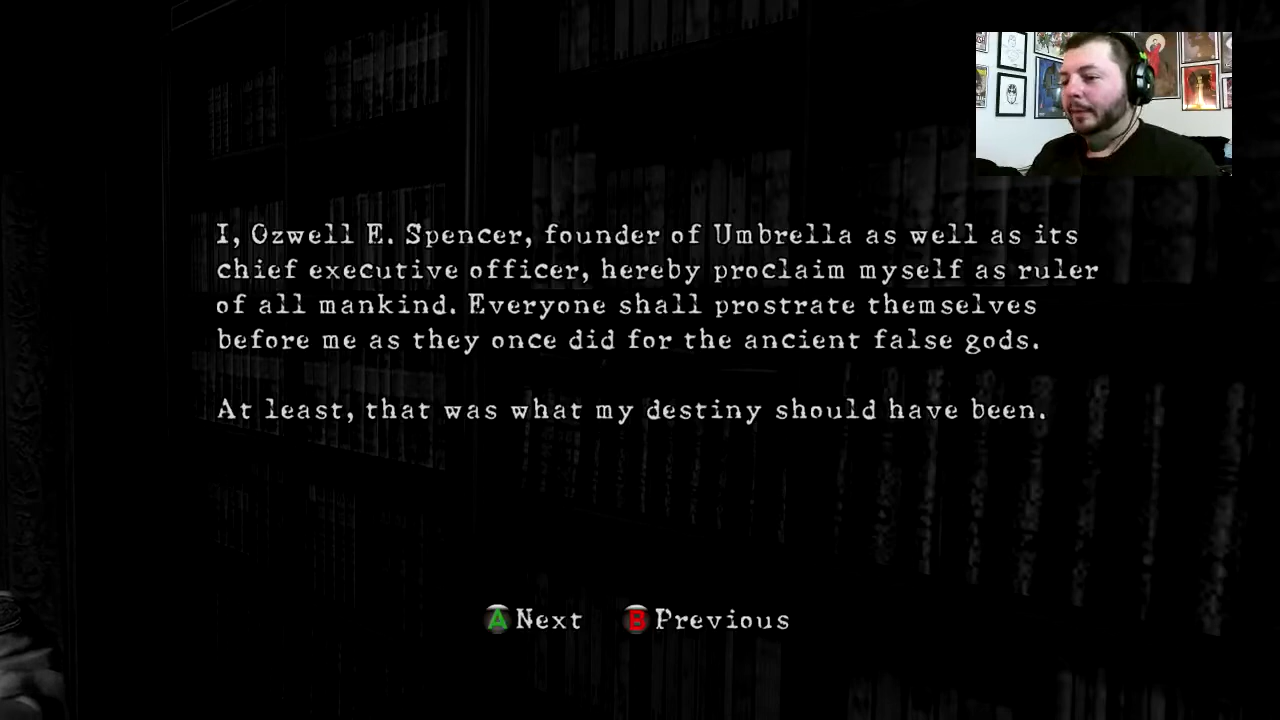 I, Ozwell E. Spencer, founder of Umbrella as well as its
chief executive officer, hereby proclaim myself as ruler
of all mankind. Everyone shall prostrate themselves
before me as they once did for the ancient false gods.
At least, that was what my destiny should have been.
A Next B Previous